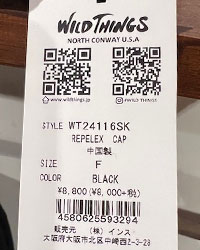 WILD THINGS
NORTH CONWAY U.S.A
www.wildthings.jp @WILD THINGS
STYLE WT24116SK
REPELEX CAP
中国製
SIZE F
COLOR BLACK
¥8,800(¥8,000+税)
4580625593294
販売元 (株)インス
大阪府大阪市北区中崎西2-3-28